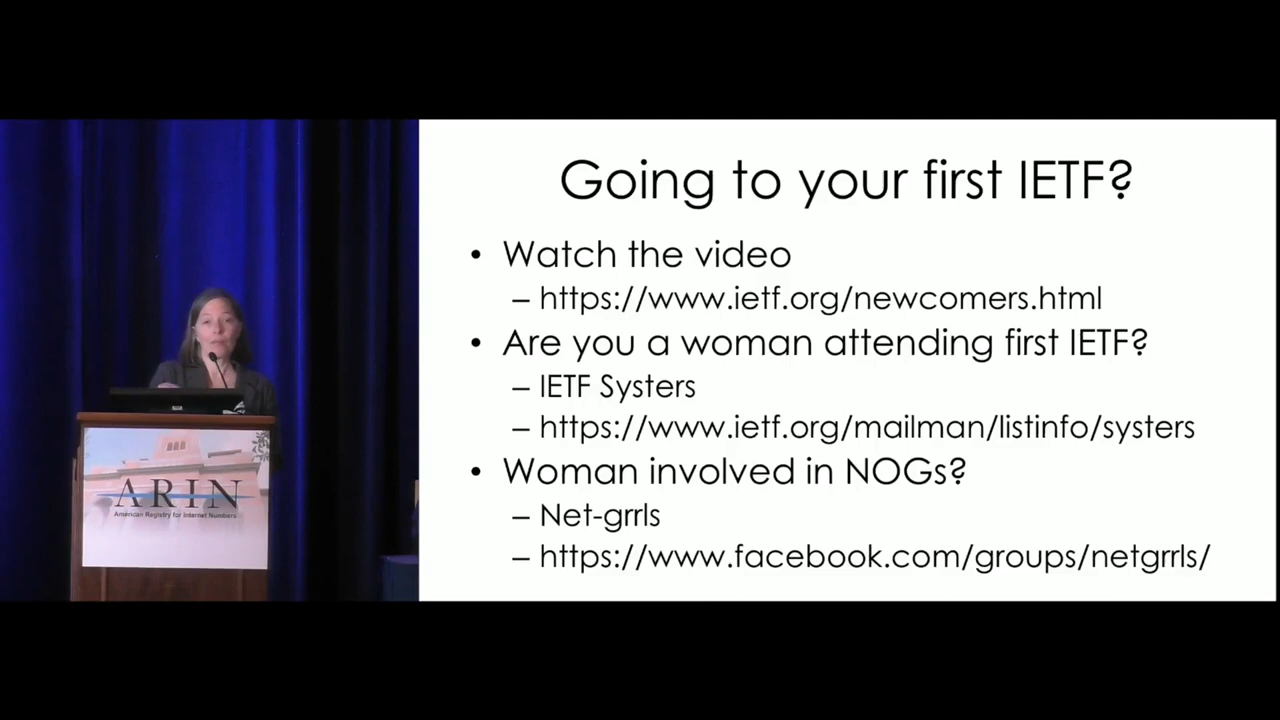 ARIN
American Registry for Internet Numbers
Going to your first IETF?
• Watch the video
– https://www.ietf.org/newcomers.html
• Are you a woman attending first IETF?
– IETF Systers
– https://www.ietf.org/mailman/listinfo/systers
• Woman involved in NOGs?
– Net-grrls
– https://www.facebook.com/groups/netgrrls/